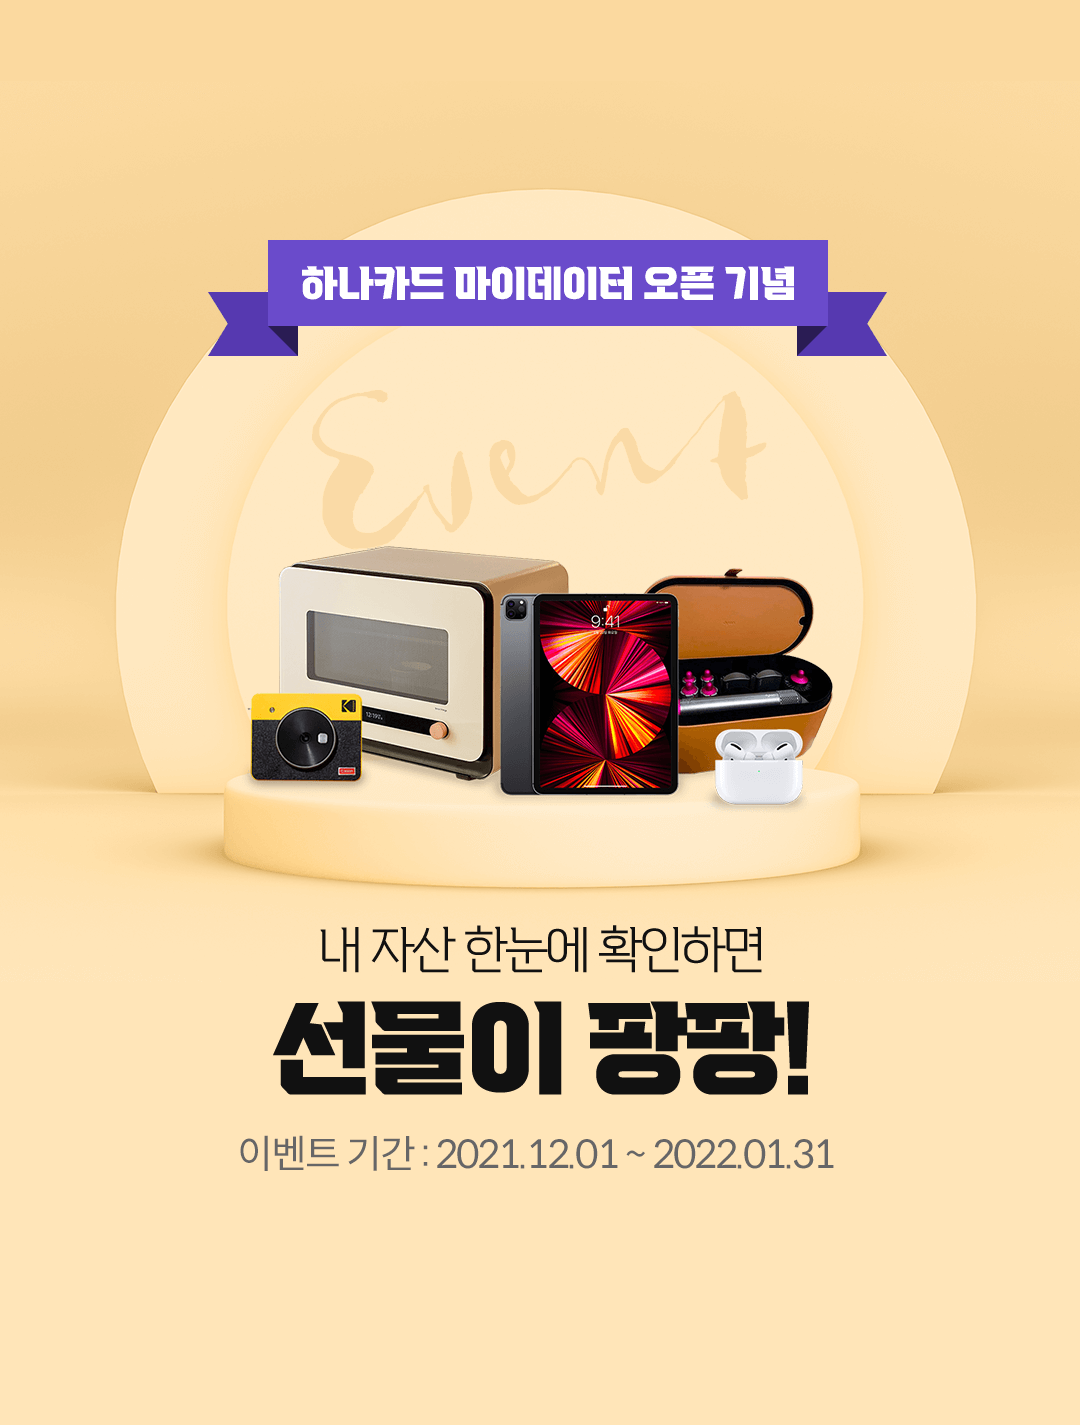 하나카드 마이데이터 오픈 기념
Event
9:41
내 자산 한눈에 확인하면
선물이 팡팡!
이벤트 기간 : 2021.12.01 ~ 2022.01.31